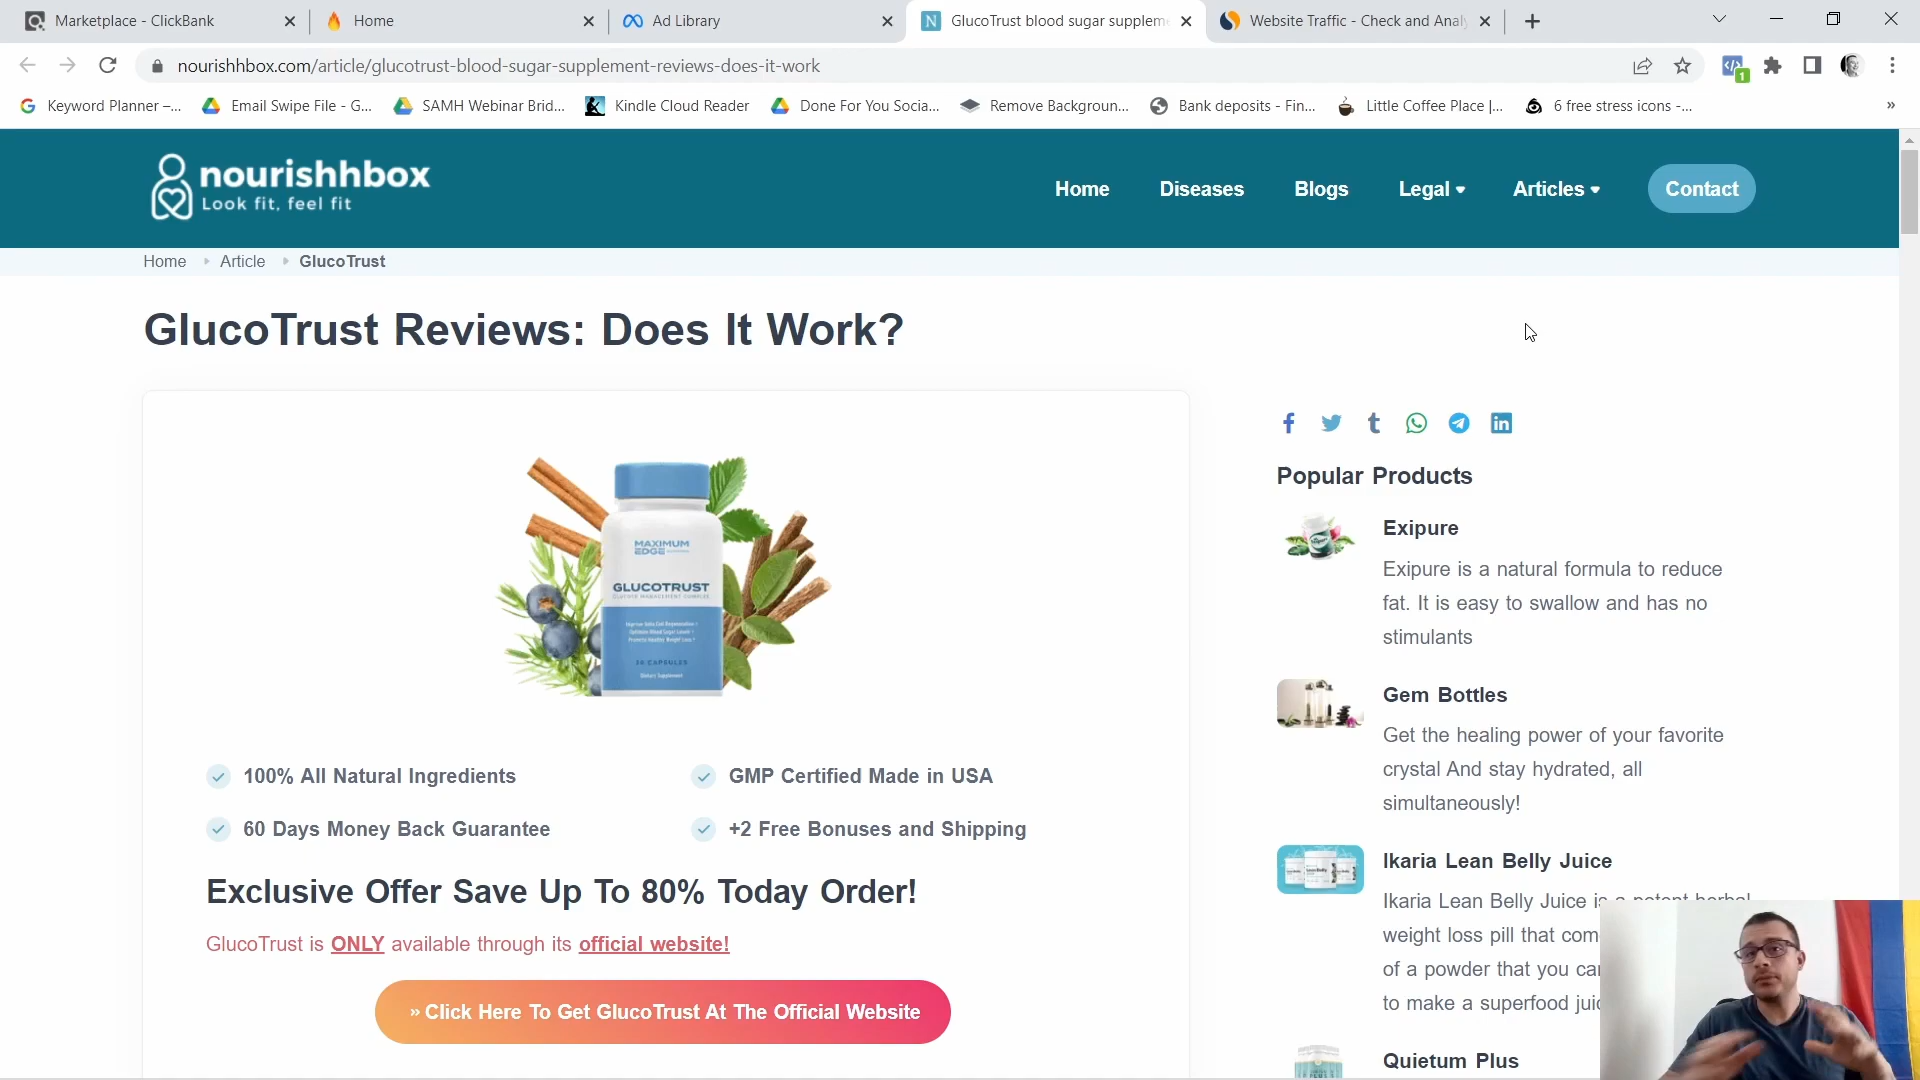 Marketplace - ClickBank
Home
Ad Library
GlucoTrust blood sugar supplem
Website Traffic - Check and Analy
nourishhbox.com/article/glucotrust-blood-sugar-supplement-reviews-does-it-work
1
Keyword Planner –...
Email Swipe File - G...
SAMH Webinar Brid...
Kindle Cloud Reader
Done For You Socia...
Remove Backgroun...
Bank deposits - Fin...
Little Coffee Place |...
6 free stress icons -...
»
nourishhbox
Look fit, feel fit
Home
Diseases
Blogs
Legal
Articles
Contact
Home
Article
GlucoTrust
GlucoTrust Reviews: Does It Work?
MAXIMUM
EDGE
GLUCOTRUST
30 CAPSULES
Dietary Supplement
100% All Natural Ingredients
GMP Certified Made in USA
60 Days Money Back Guarantee
+2 Free Bonuses and Shipping
Exclusive Offer Save Up To 80% Today Order!
GlucoTrust is ONLY available through its official website!
» Click Here To Get GlucoTrust At The Official Website
Popular Products
Exipure
Exipure is a natural formula to reduce
fat. It is easy to swallow and has no
stimulants
Gem Bottles
Get the healing power of your favorite
crystal And stay hydrated, all
simultaneously!
Ikaria Lean Belly Juice
Ikaria Lean Belly Juice is a potent herbal
weight loss pill that com
of a powder that you ca
to make a superfood jui
Quietum Plus